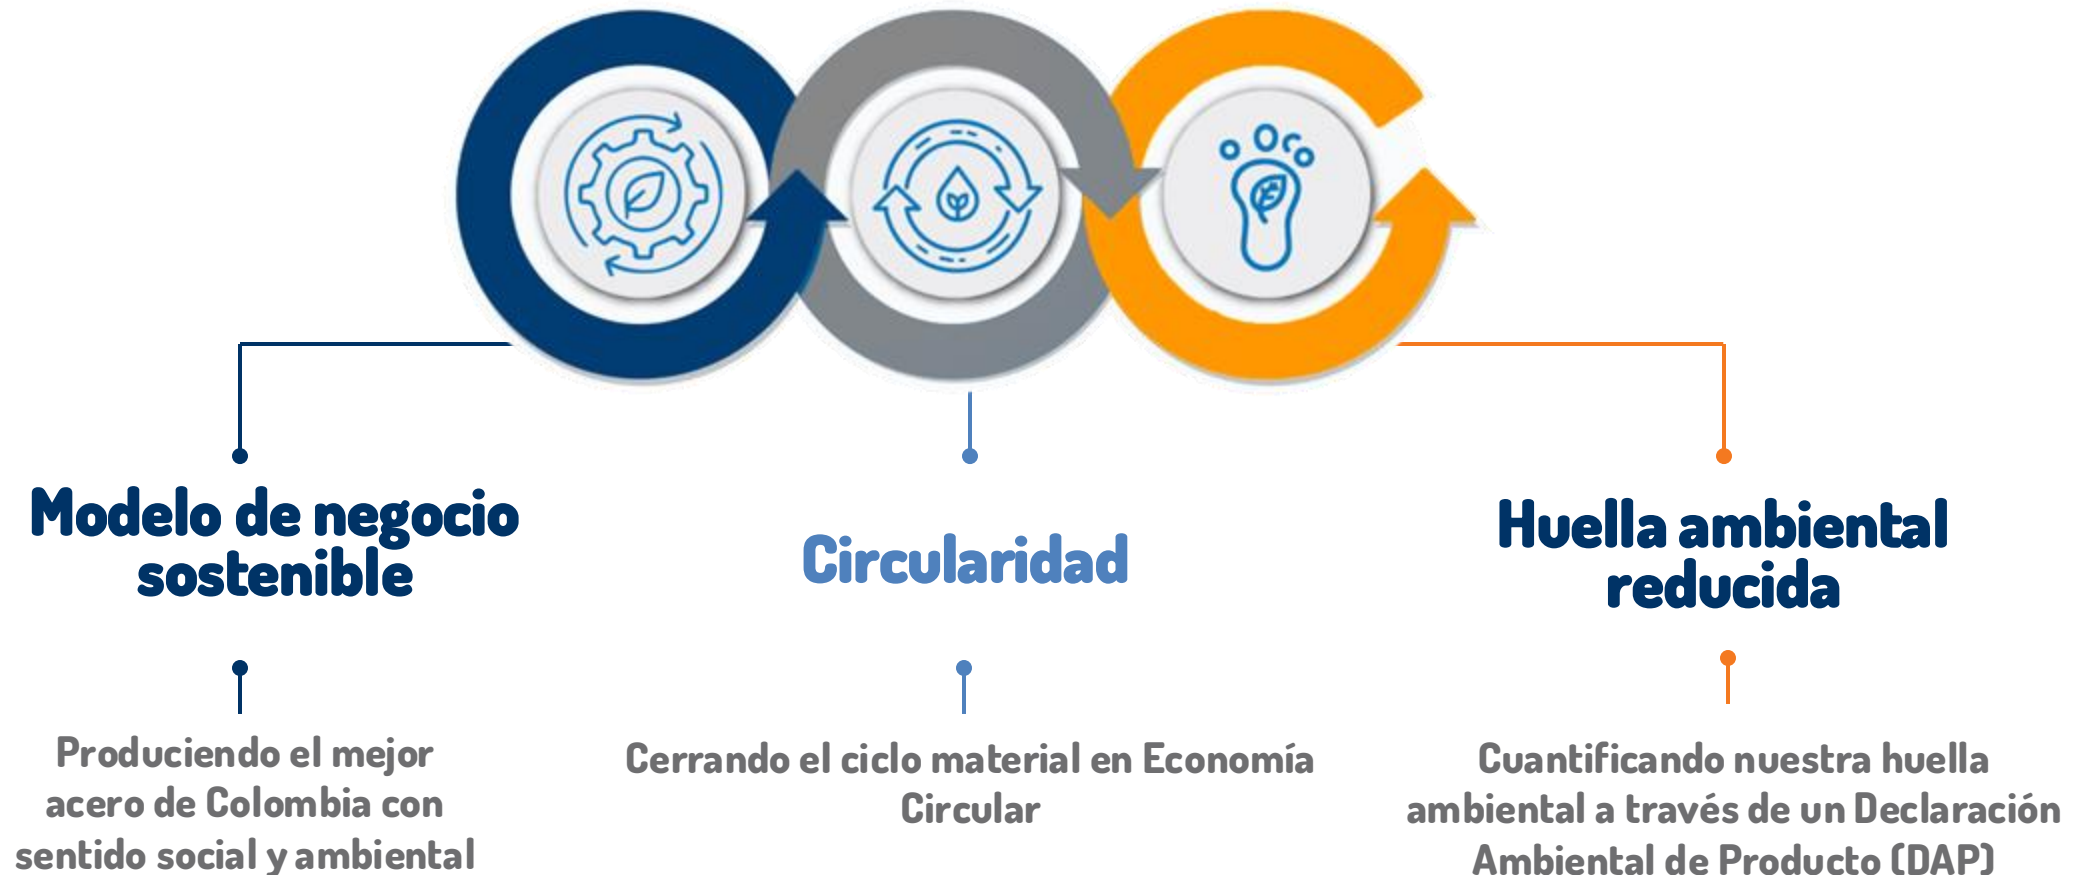 Modelo de negocio
sostenible
Circularidad
Huella ambiental
reducida
Produciendo el mejor
acero de Colombia con
sentido social y ambiental
Cerrando el ciclo material en Economía
Circular
Cuantificando nuestra huella
ambiental a través de un Declaración
Ambiental de Producto (DAP)